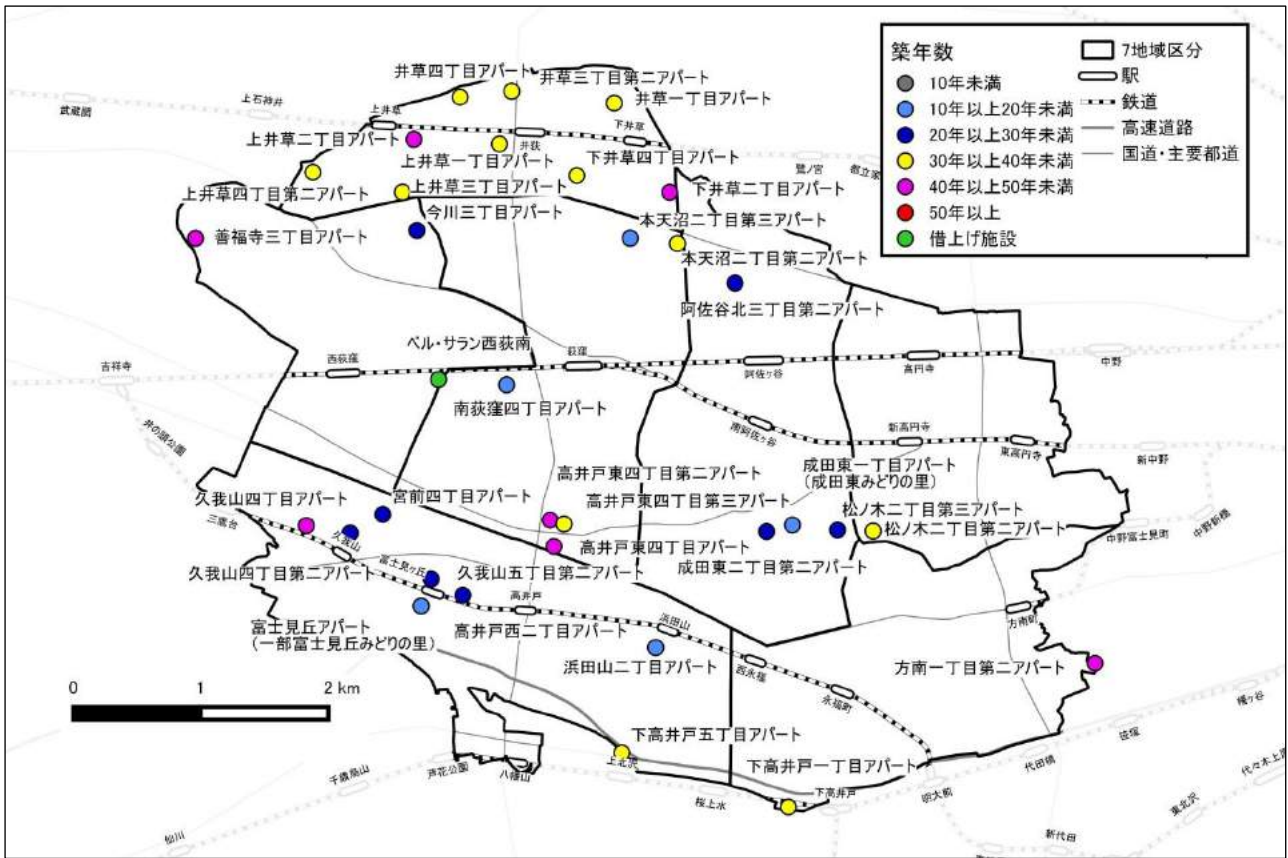 築年数
10年未満
10年以上20年未満
20年以上30年未満
30年以上40年未満
40年以上50年未満
50年以上
借上げ施設
7地域区分
駅
鉄道
高速道路
国道・主要都道
井草四丁目アパート
井草三丁目第二アパート
井草一丁目アパート
武蔵関
上石神井
上井草
井荻
下井草
鷺ノ宮
上井草二丁目アパート
上井草一丁目アパート
下井草四丁目アパート
下井草二丁目アパート
上井草四丁目第二アパート
上井草三丁目アパート
今川三丁目アパート
善福寺三丁目アパート
本天沼二丁目第三アパート
本天沼二丁目第二アパート
阿佐谷北三丁目第二アパート
ベル・サラン西荻南
吉祥寺
西荻窪
荻窪
阿佐ヶ谷
高円寺
中野
南荻窪四丁目アパート
井の頭公園
南阿佐ヶ谷
新高円寺
東高円寺
新中野
高井戸東四丁目第二アパート
高井戸東四丁目第三アパート
高井戸東四丁目アパート
成田東一丁目アパート
(成田東みどりの里)
松ノ木二丁目第三アパート
松ノ木二丁目第二アパート
成田東二丁目第二アパート
久我山四丁目アパート
宮前四丁目アパート
三鷹台
久我山
久我山四丁目第二アパート
富士見ヶ丘
久我山五丁目第二アパート
中野富士見町
中野新橋
高井戸
富士見丘アパート
(一部富士見丘みどりの里)
高井戸西二丁目アパート
浜田山
浜田山二丁目アパート
西永福
永福町
方南町
方南一丁目第二アパート
0 1 2 km
下高井戸五丁目アパート
下高井戸一丁目アパート
千歳烏山
芦花公園
八幡山
上北沢
桜上水
下高井戸
明大前
代田橋
笹塚
幡ヶ谷
代々木上原
東北沢
新代田
仙川